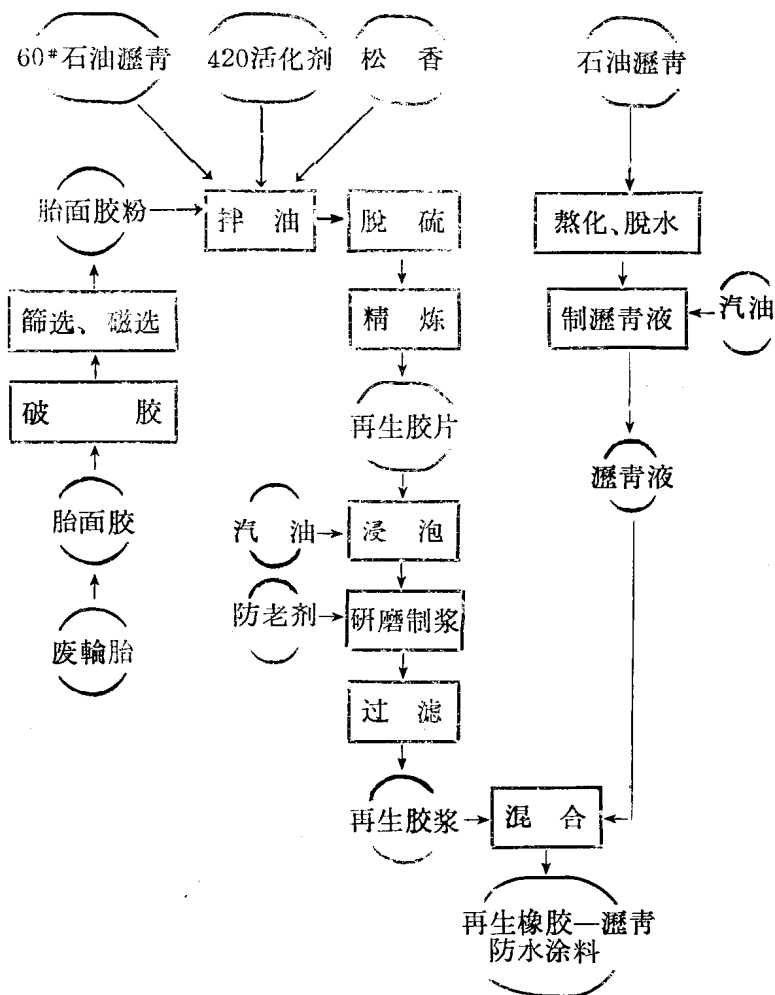 60#石油瀝青
420活化剂
松香
石油瀝青
胎面胶粉
拌油
脫硫
熬化、脫水
篩选、磁选
精炼
制瀝青液
汽油
破胶
再生胶片
瀝青液
胎面胶
汽油
浸泡
防老剂
研磨制浆
废輪胎
过滤
再生胶浆
混合
再生橡胶—瀝青
防水涂料